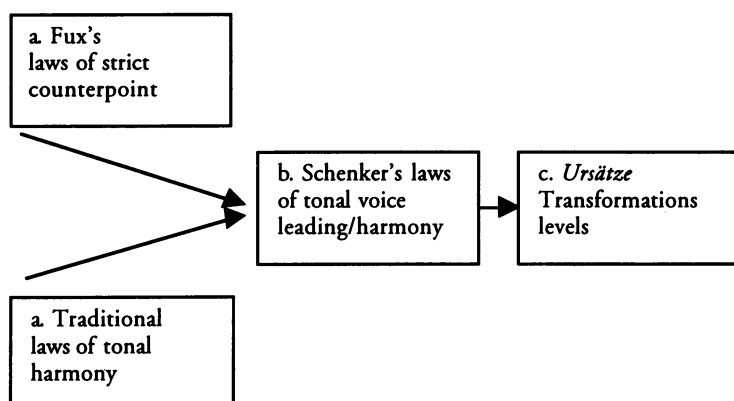 a. Fux's
laws of strict
counterpoint
b. Schenker's laws
of tonal voice
leading/harmony
c. Ursätze
Transformations
levels
a. Traditional
laws of tonal
harmony